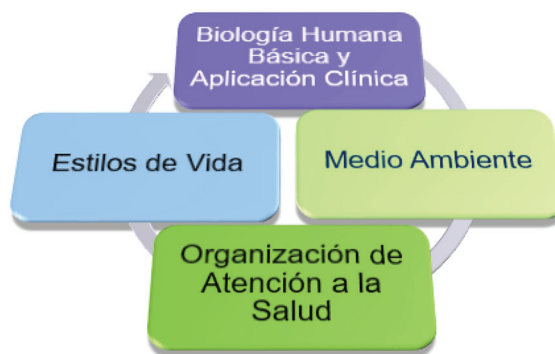 Biología Humana
Básica y
Aplicación Clínica
Estilos de Vida
Medio Ambiente
Organización de
Atención a la
Salud